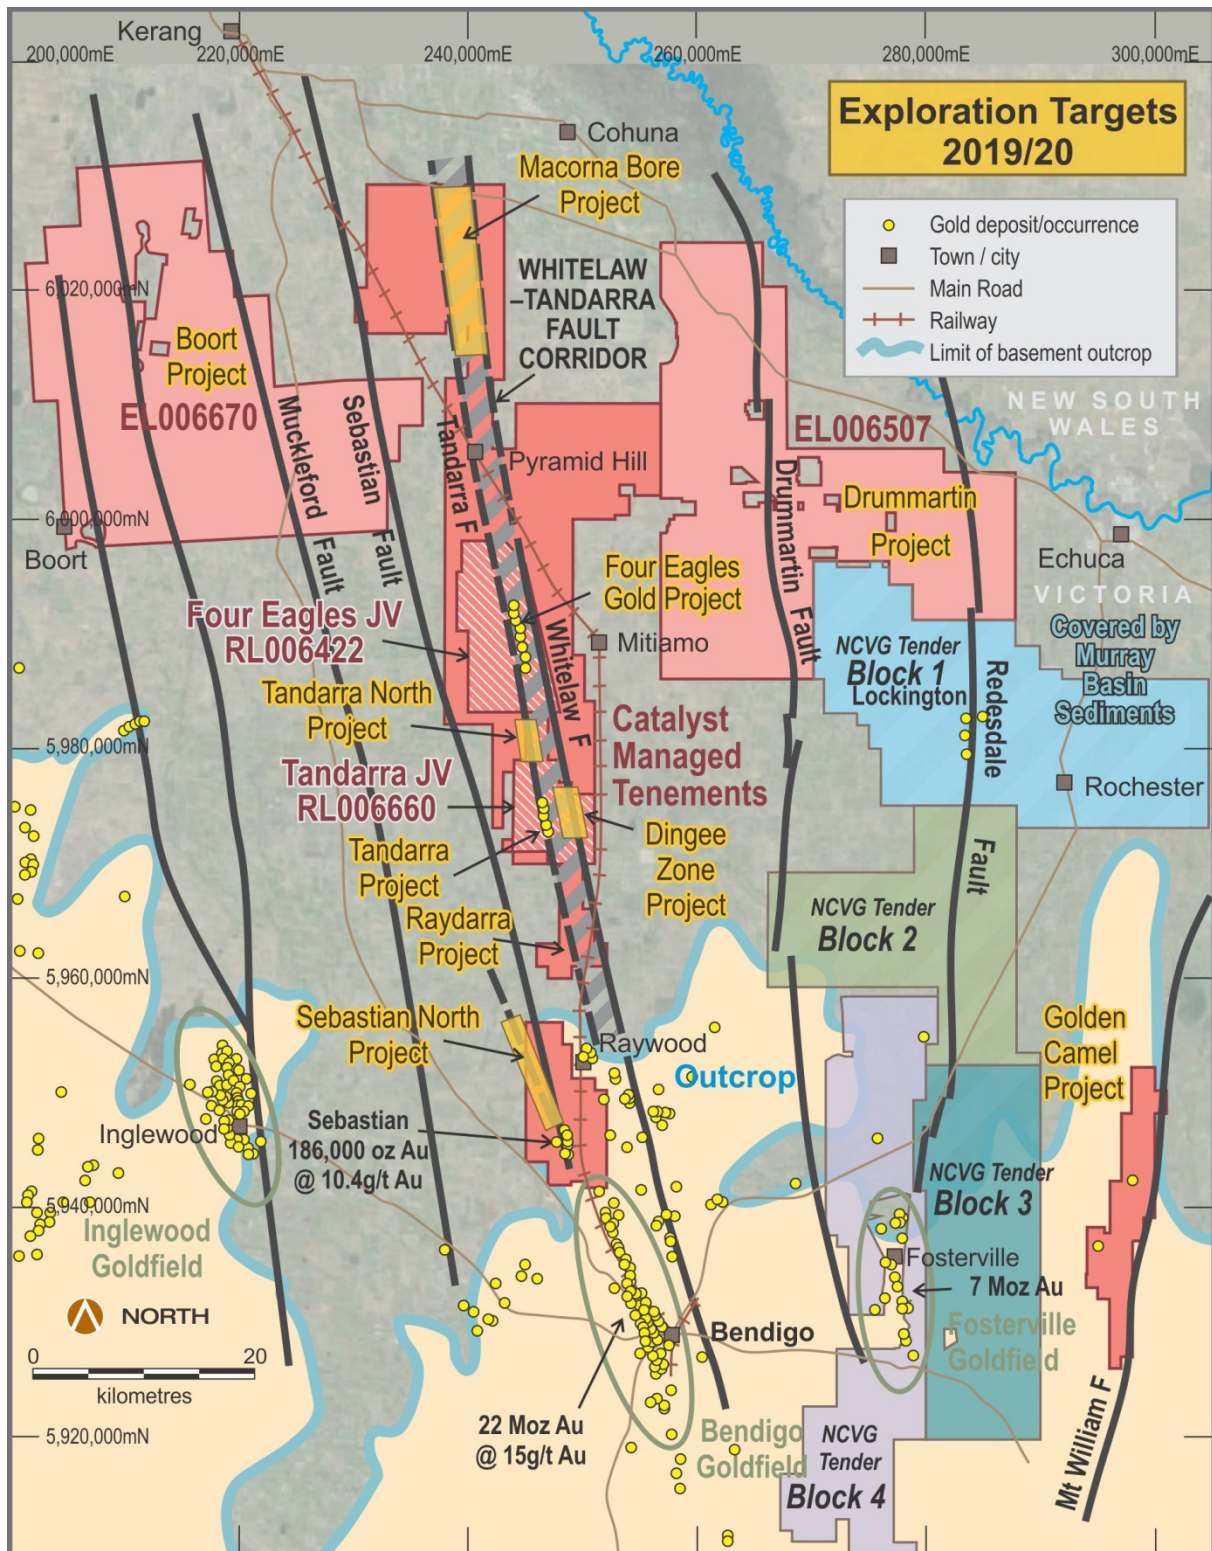 Kerang
200,000mE
220,000mE
240,000mE
260,000mE
280,000mE
300,000mE
Exploration Targets
2019/20
Cohuna
Macorna Bore
Project
Gold deposit/occurrence
Town / city
Main Road
Railway
Limit of basement outcrop
WHITELAW
–TANDARRA
FAULT
CORRIDOR
6,020,000mN
Boort
Project
EL006670
NEW SOUTH
WALES
EL006507
Muckleford
Fault
Sebastian
Fault
Tandarra F
Pyramid Hill
Drummartin
Fault
Drummartin
Project
6,000,000mN
Boort
Echuca
VICTORIA
Four Eagles
Gold Project
Four Eagles JV
RL006422
Mitiamo
Whitelaw F
NCVG Tender
Block 1
Lockington
Redesdale
Fault
Covered by
Murray
Basin
Sediments
Tandarra North
Project
Catalyst
Managed
Tenements
5,980,000mN
Tandarra JV
RL006660
Rochester
Tandarra
Project
Dingee
Zone
Project
Raydarra
Project
NCVG Tender
Block 2
5,960,000mN
Sebastian North
Project
Golden
Camel
Project
Raywood
Outcrop
Inglewood
Sebastian
186,000 oz Au
@ 10.4g/t Au
NCVG Tender
Block 3
5,940,000mN
Inglewood
Goldfield
Fosterville
7 Moz Au
Fosterville
Goldfield
NORTH
0
20
kilometres
Bendigo
22 Moz Au
@ 15g/t Au
Bendigo
Goldfield
5,920,000mN
NCVG
Tender
Block 4
Mt William F